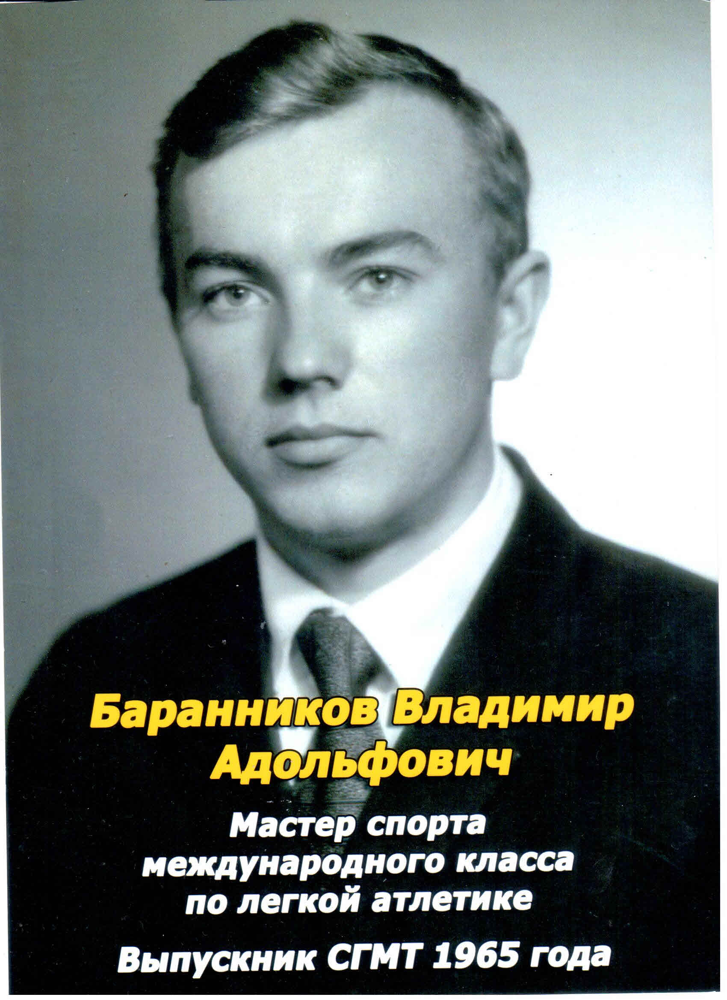 Баранников Владимир
Адольфович
Мастер спорта
международного класса
по легкой атлетике
Выпускник СГМТ 1965 года